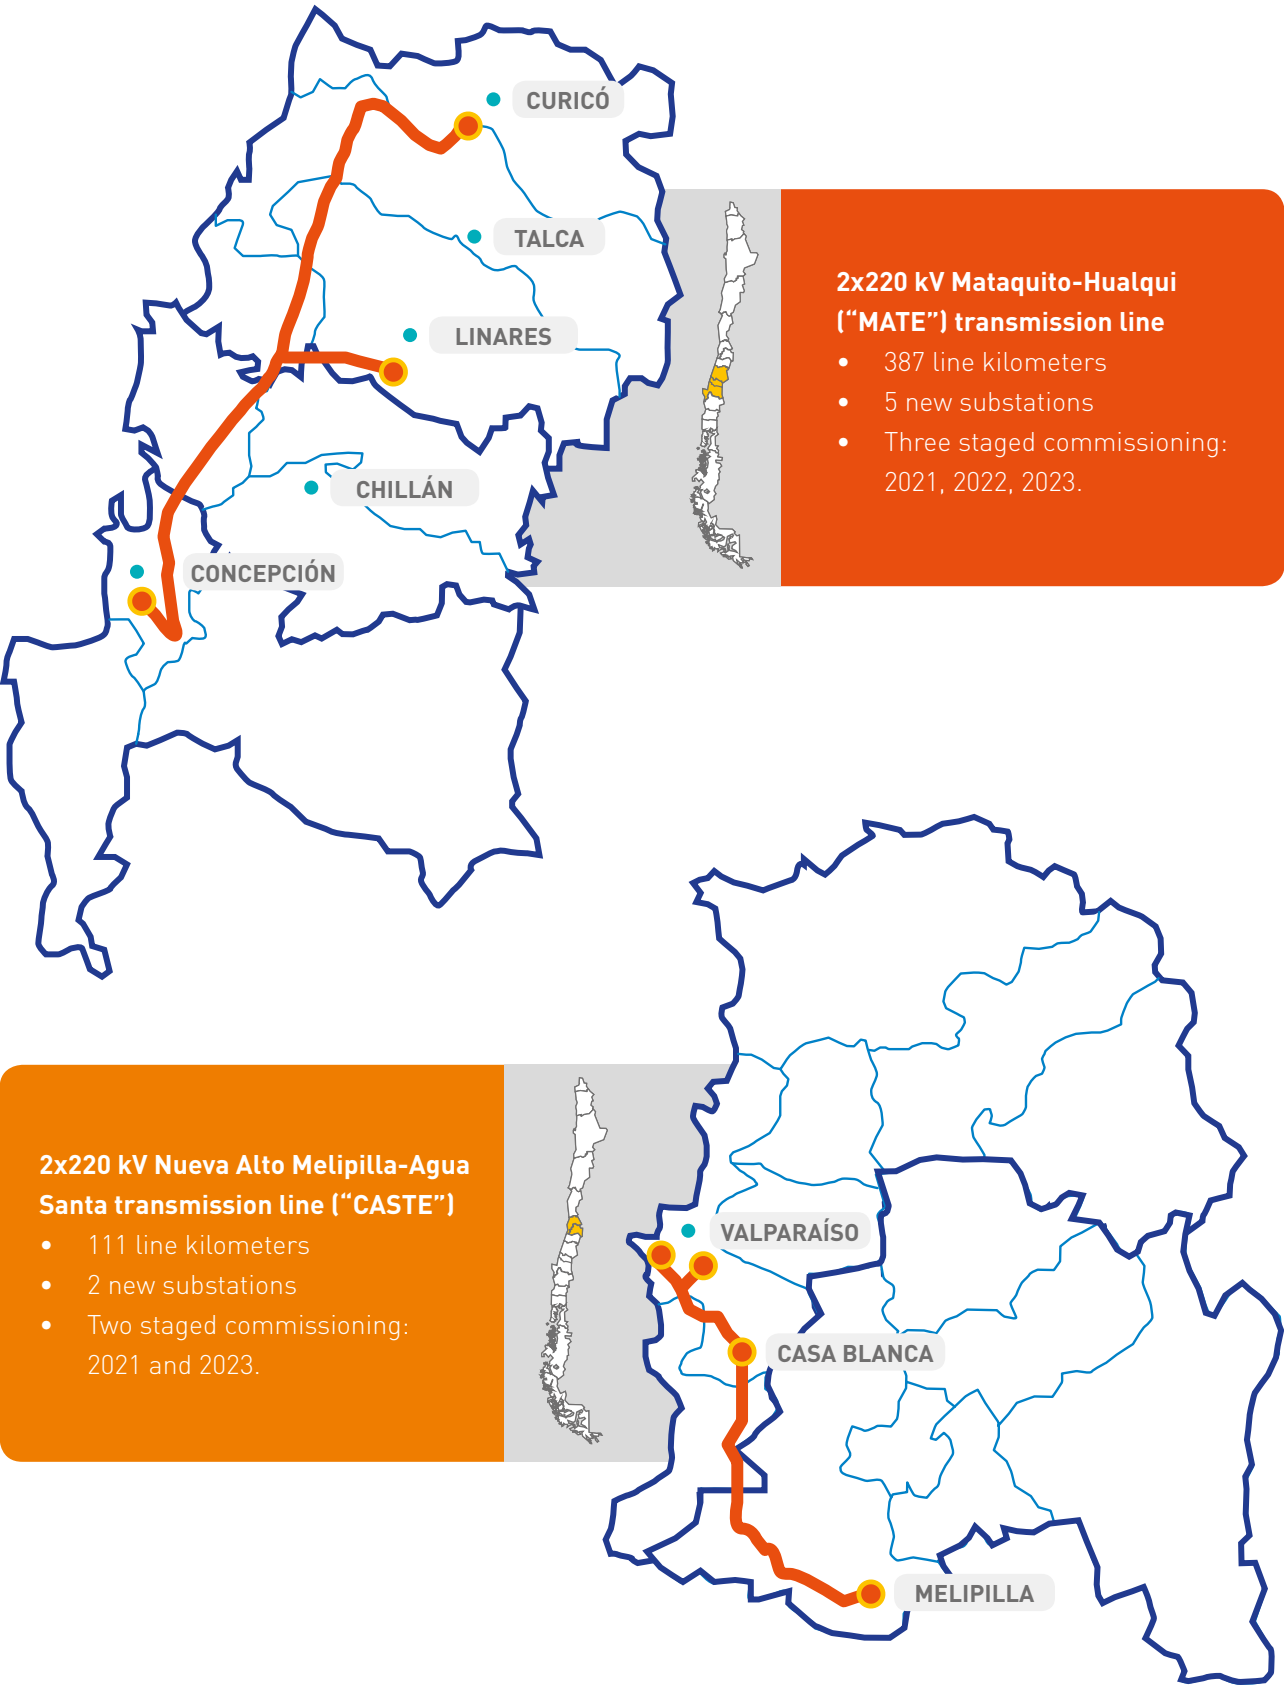 CURICÓ
TALCA
LINARES
CHILLÁN
CONCEPCIÓN
2x220 kV Mataquito-Hualqui
(“MATE”) transmission line
• 387 line kilometers
• 5 new substations
• Three staged commissioning:
2021, 2022, 2023.
2x220 kV Nueva Alto Melipilla-Agua
Santa transmission line (“CASTE”)
• 111 line kilometers
• 2 new substations
• Two staged commissioning:
2021 and 2023.
VALPARAÍSO
CASA BLANCA
MELIPILLA